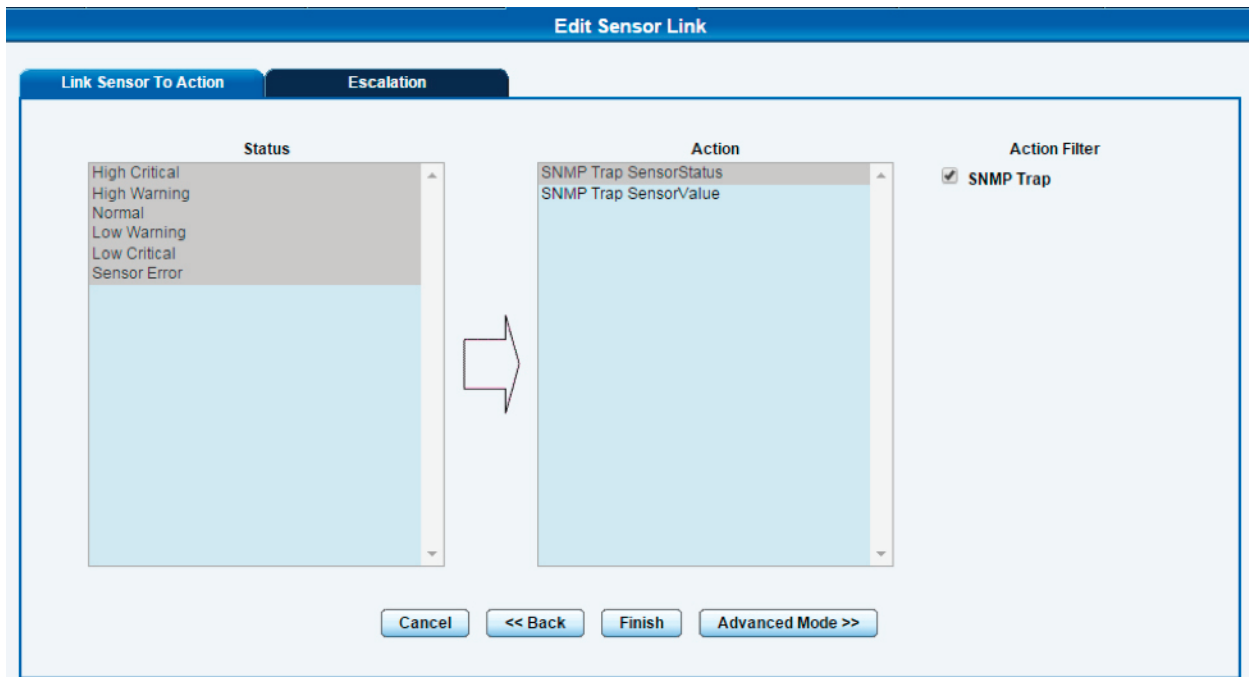 Edit Sensor Link
Link Sensor To Action
Escalation
Status
High Critical
High Warning
Normal
Low Warning
Low Critical
Sensor Error
Action
SNMP Trap SensorStatus
SNMP Trap SensorValue
Action Filter
SNMP Trap
Cancel
<< Back
Finish
Advanced Mode >>